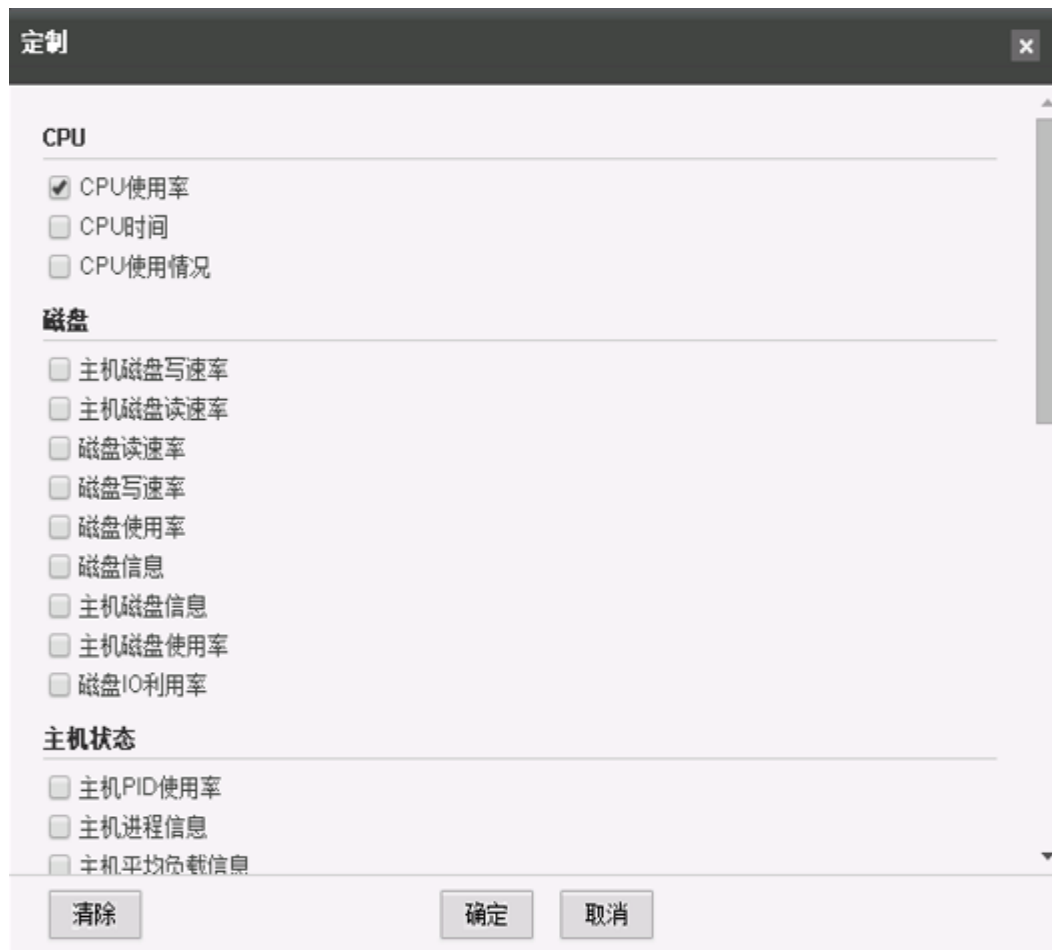 定制
CPU
CPU使用率
CPU时间
CPU使用情况
磁盘
主机磁盘写速率
主机磁盘读速率
磁盘读速率
磁盘写速率
磁盘使用率
磁盘信息
主机磁盘信息
主机磁盘使用率
磁盘IO利用率
主机状态
主机PID使用率
主机进程信息
主机平均负载信息
清除 确定 取消